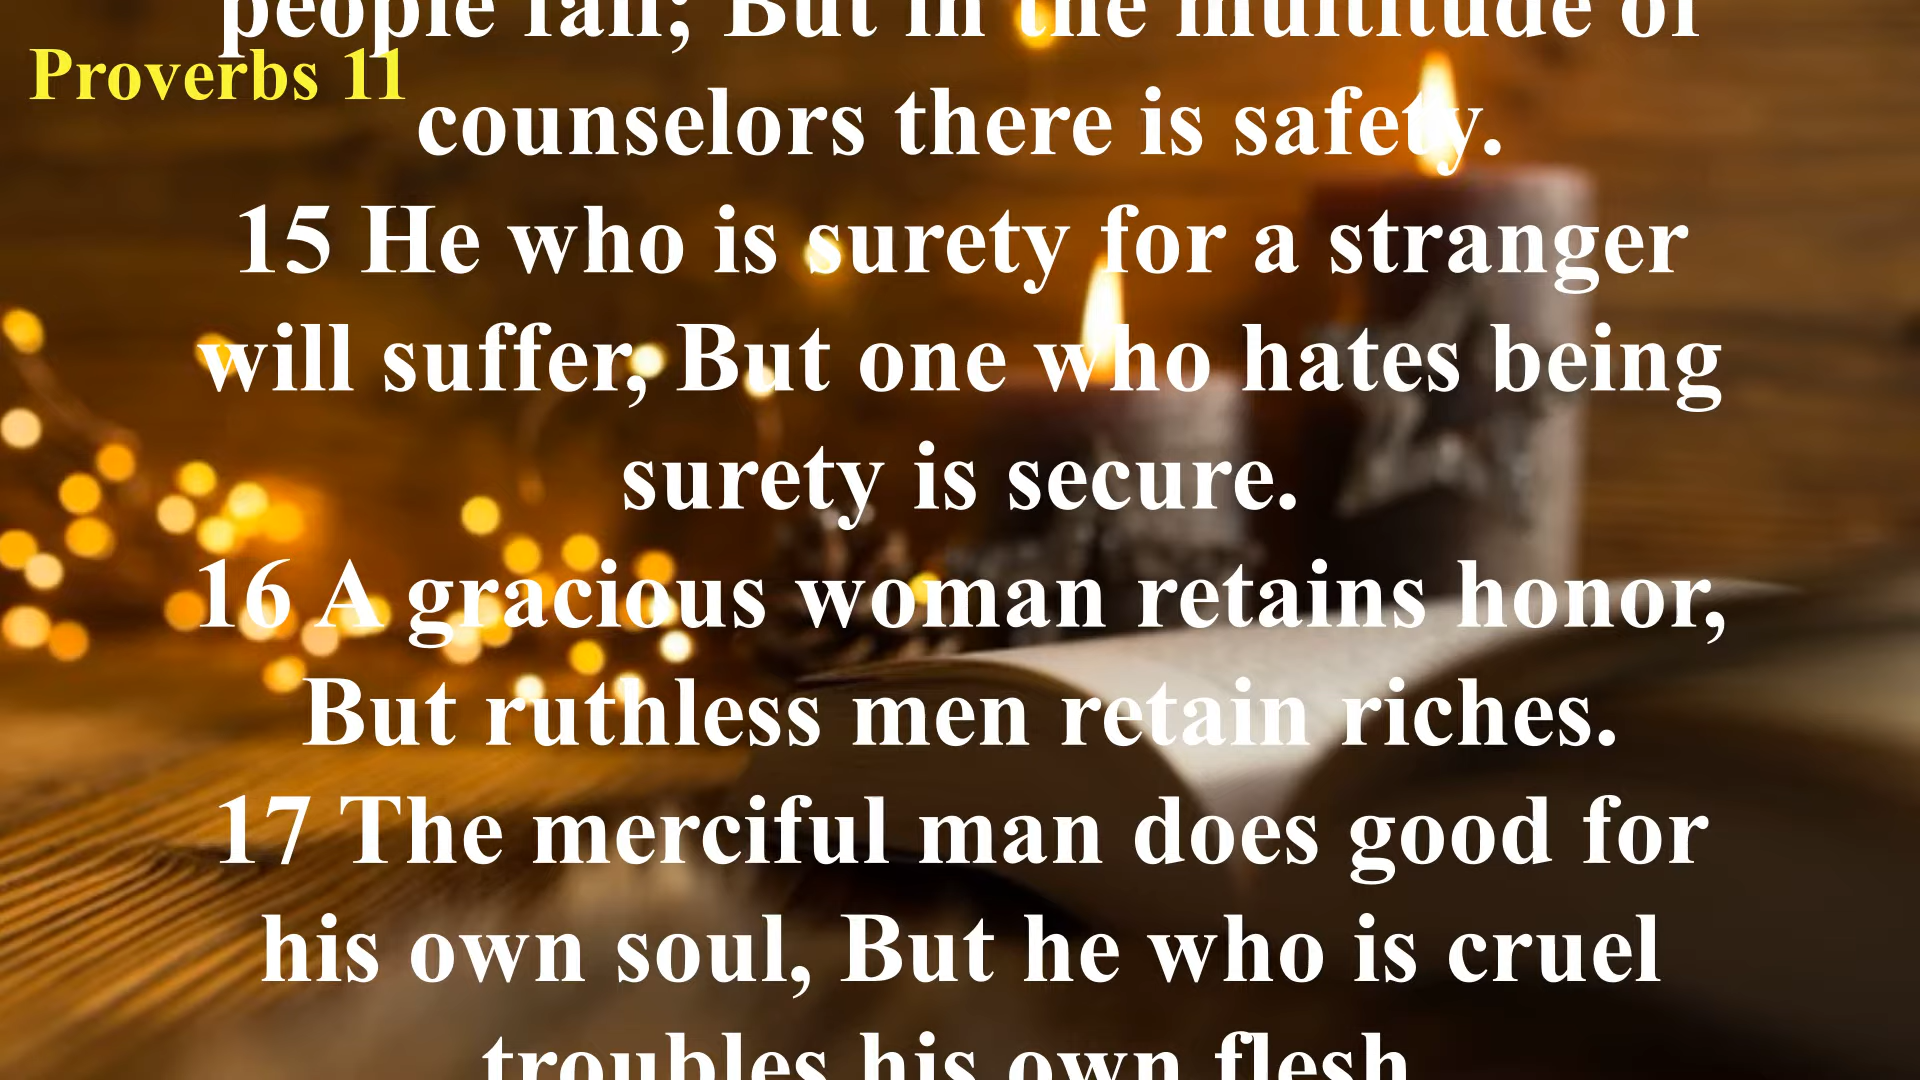 people fall; But in the multitude of
Proverbs 11
counselors there is safety.
15 He who is surety for a stranger
will suffer, But one who hates being
surety is secure.
16 A gracious woman retains honor,
But ruthless men retain riches.
17 The merciful man does good for
his own soul, But he who is cruel
troubles his own flesh